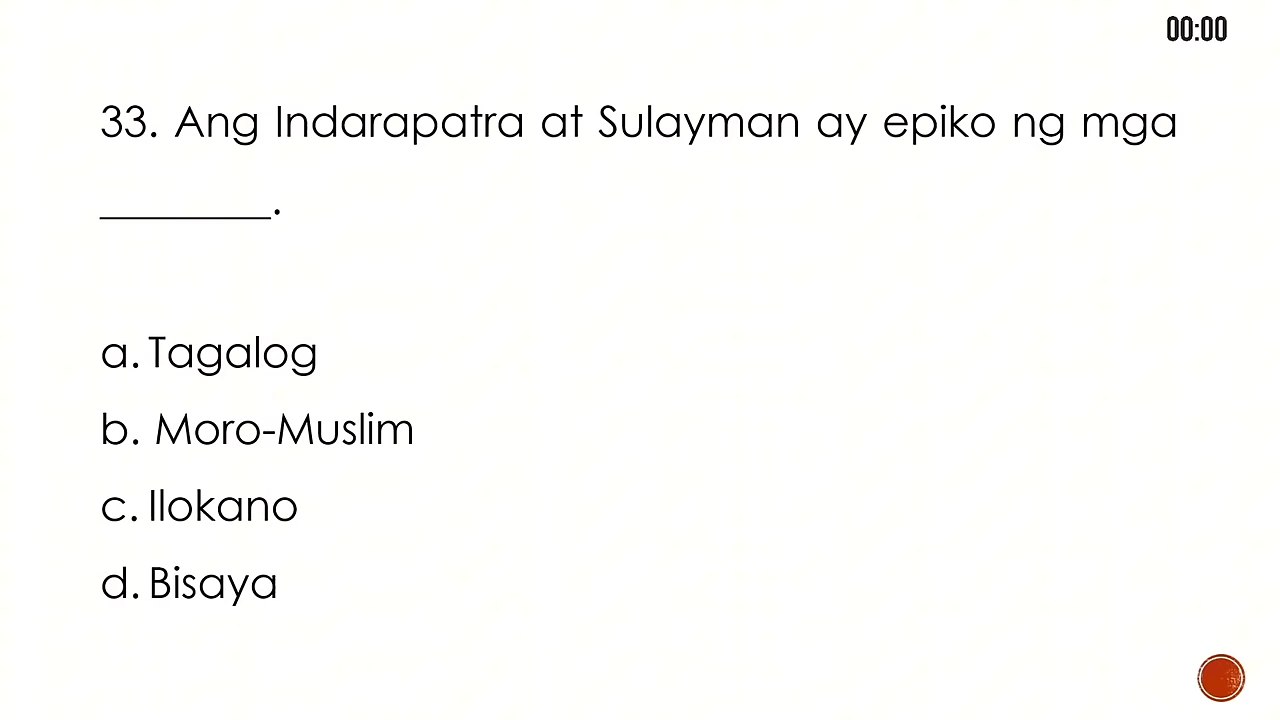 00:00
33. Ang Indarapatra at Sulayman ay epiko ng mga
________.
a. Tagalog
b. Moro-Muslim
c. Ilokano
d. Bisaya